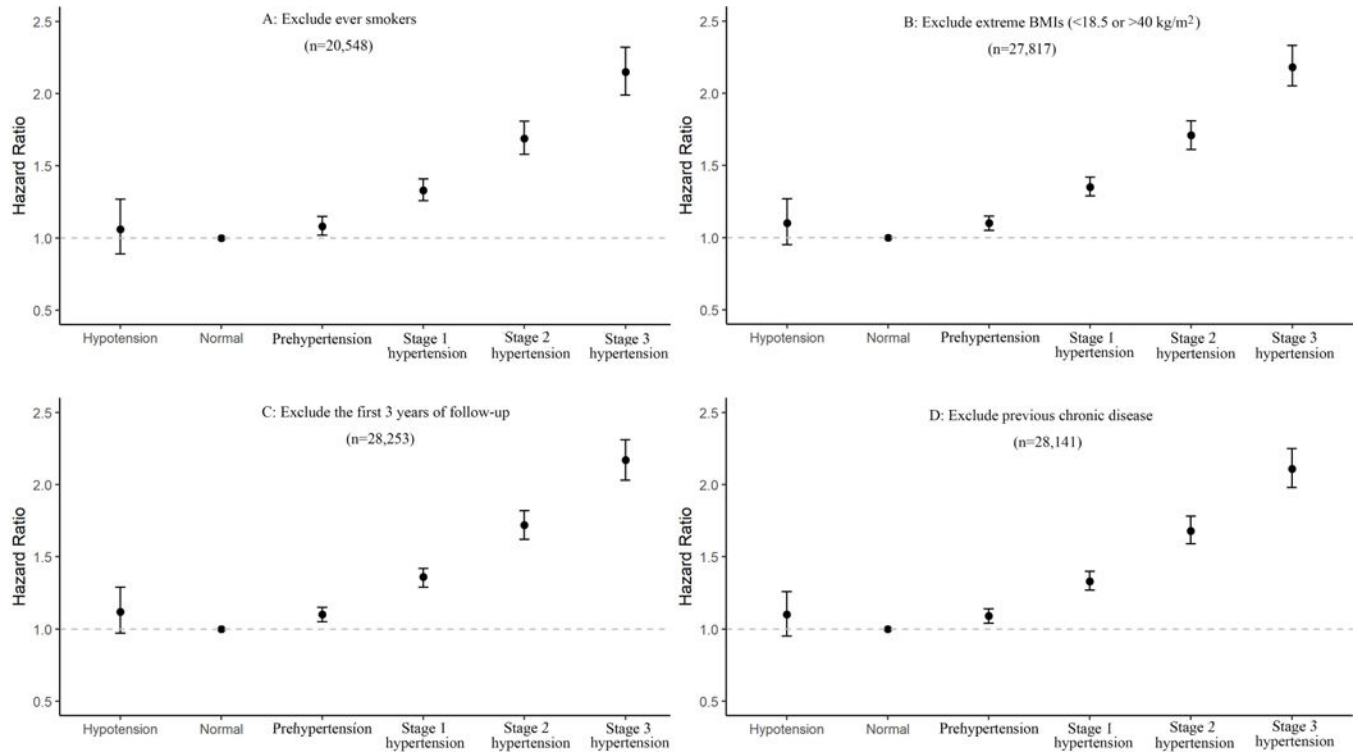 A: Exclude ever smokers
(n=20,548)
Hazard Ratio
2.5
2.0
1.5
1.0
0.5
Hypotension
Normal
Prehypertension
Stage 1
hypertension
Stage 2
hypertension
Stage 3
hypertension
B: Exclude extreme BMIs (<18.5 or >40 kg/m²)
(n=27,817)
Hazard Ratio
2.5
2.0
1.5
1.0
0.5
Hypotension
Normal
Prehypertension
Stage 1
hypertension
Stage 2
hypertension
Stage 3
hypertension
C: Exclude the first 3 years of follow-up
(n=28,253)
Hazard Ratio
2.5
2.0
1.5
1.0
0.5
Hypotension
Normal
Prehypertension
Stage 1
hypertension
Stage 2
hypertension
Stage 3
hypertension
D: Exclude previous chronic disease
(n=28,141)
Hazard Ratio
2.5
2.0
1.5
1.0
0.5
Hypotension
Normal
Prehypertension
Stage 1
hypertension
Stage 2
hypertension
Stage 3
hypertension